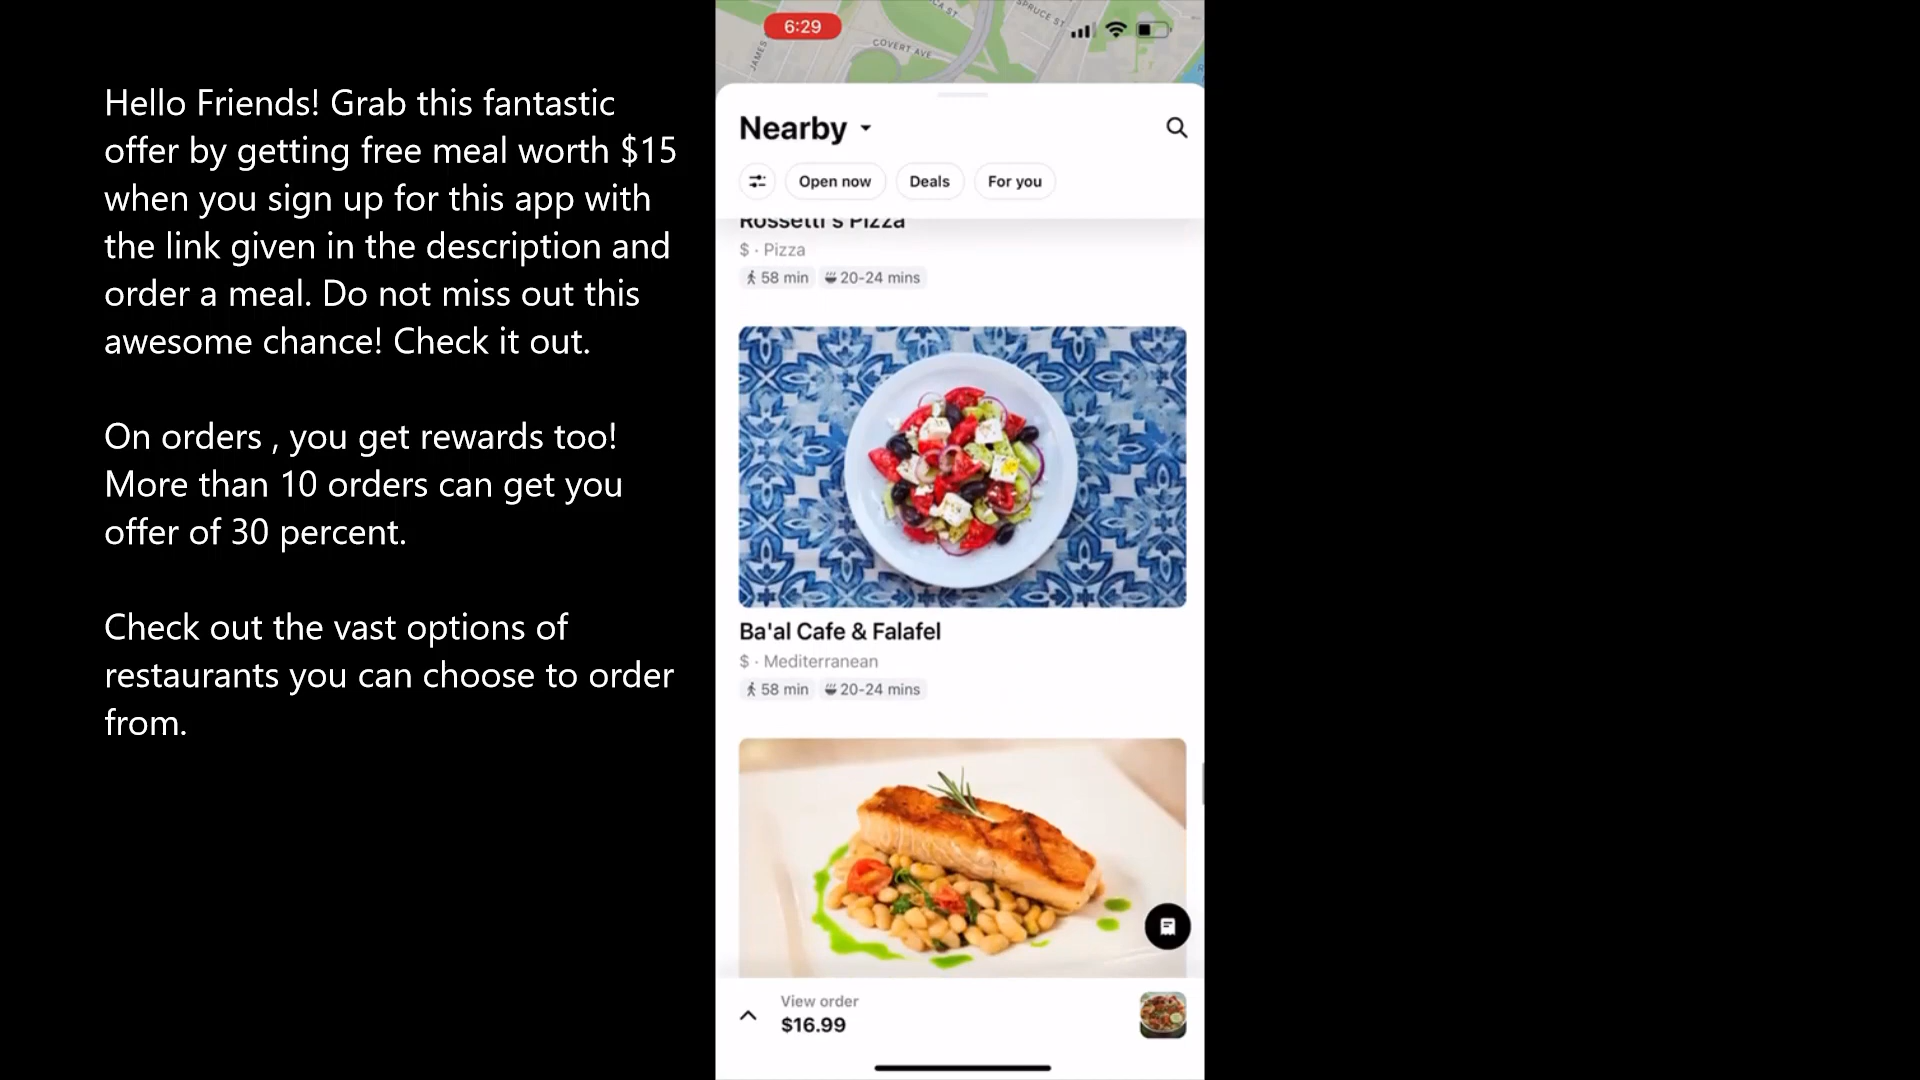 Hello Friends! Grab this fantastic
offer by getting free meal worth $15
when you sign up for this app with
the link given in the description and
order a meal. Do not miss out this
awesome chance! Check it out.
On orders , you get rewards too!
More than 10 orders can get you
offer of 30 percent.
Check out the vast options of
restaurants you can choose to order
from.
6:29
CA ST
SPRUCE ST
COVERT AVE
JAMES
Nearby
Open now
Deals
For you
Rossetti's Pizza
$ · Pizza
58 min 20-24 mins
Ba'al Cafe & Falafel
$ · Mediterranean
58 min 20-24 mins
View order
$16.99